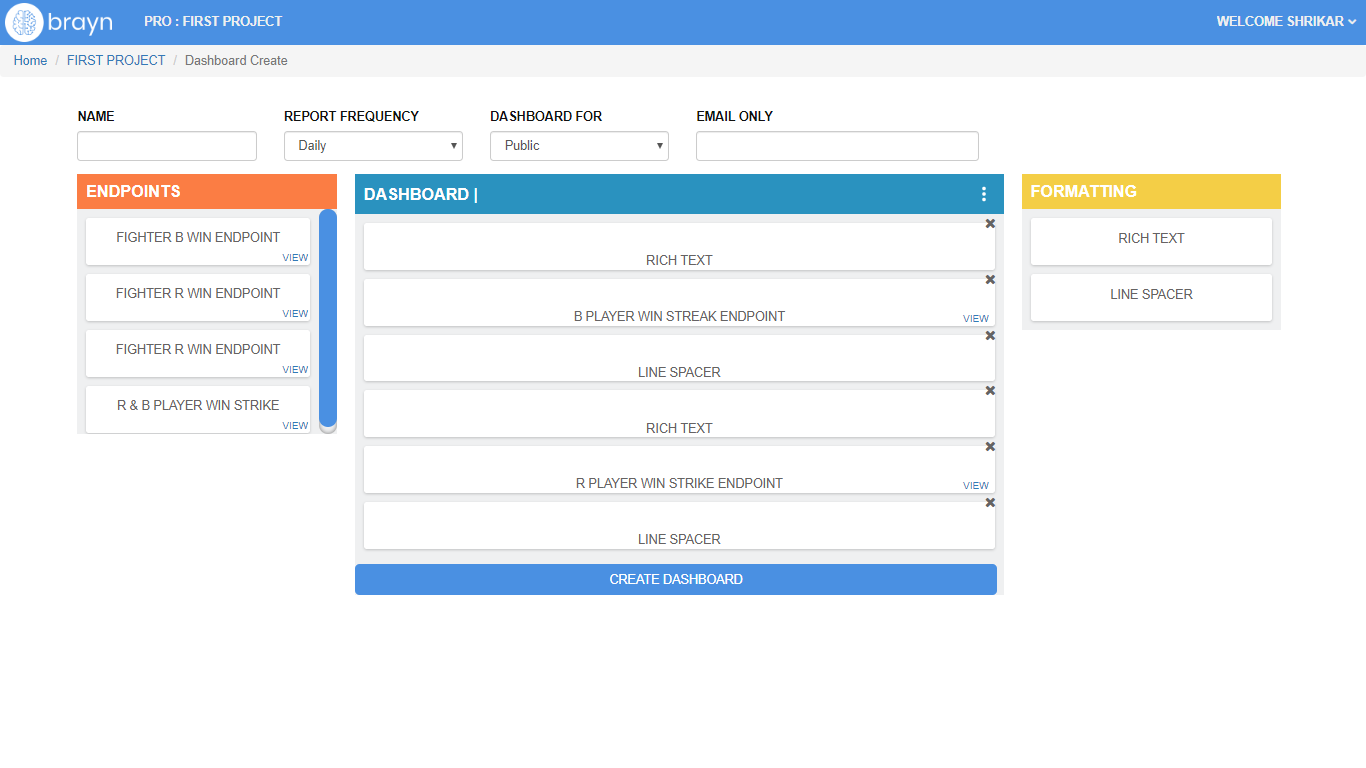 brayn
PRO : FIRST PROJECT
WELCOME SHRIKAR
Home / FIRST PROJECT / Dashboard Create
NAME
REPORT FREQUENCY
DASHBOARD FOR
EMAIL ONLY
Daily
Public
ENDPOINTS
FIGHTER B WIN ENDPOINT
VIEW
FIGHTER R WIN ENDPOINT
VIEW
FIGHTER R WIN ENDPOINT
VIEW
R & B PLAYER WIN STRIKE
VIEW
DASHBOARD |
RICH TEXT
B PLAYER WIN STREAK ENDPOINT
VIEW
LINE SPACER
RICH TEXT
R PLAYER WIN STRIKE ENDPOINT
VIEW
LINE SPACER
CREATE DASHBOARD
FORMATTING
RICH TEXT
LINE SPACER